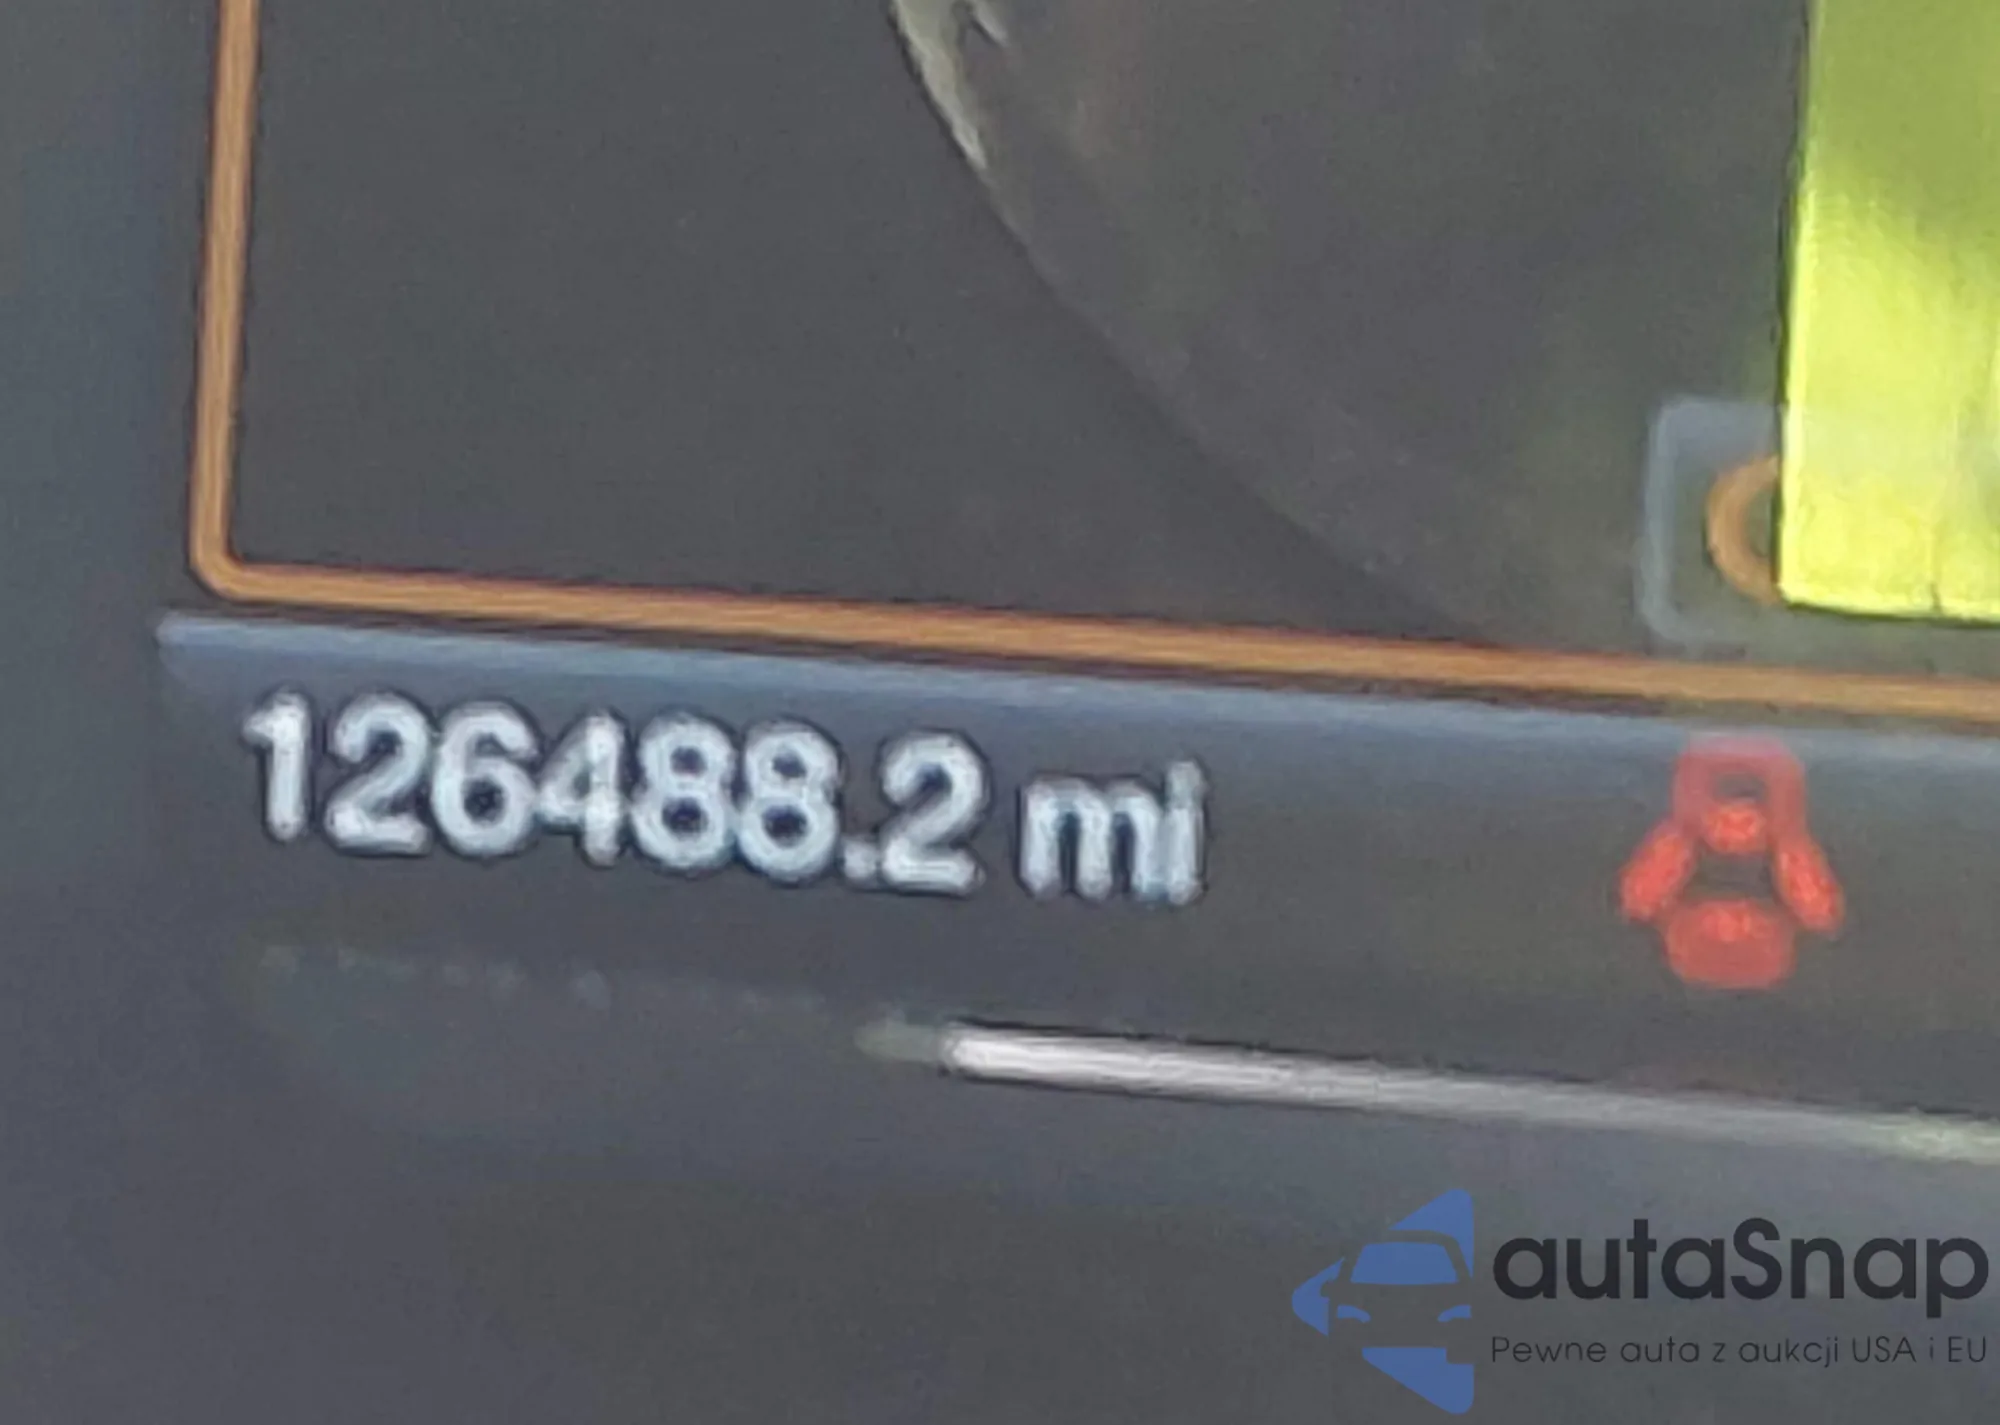 126488.2 mi
autaSnap
Pewne auta z aukcji USA i EU